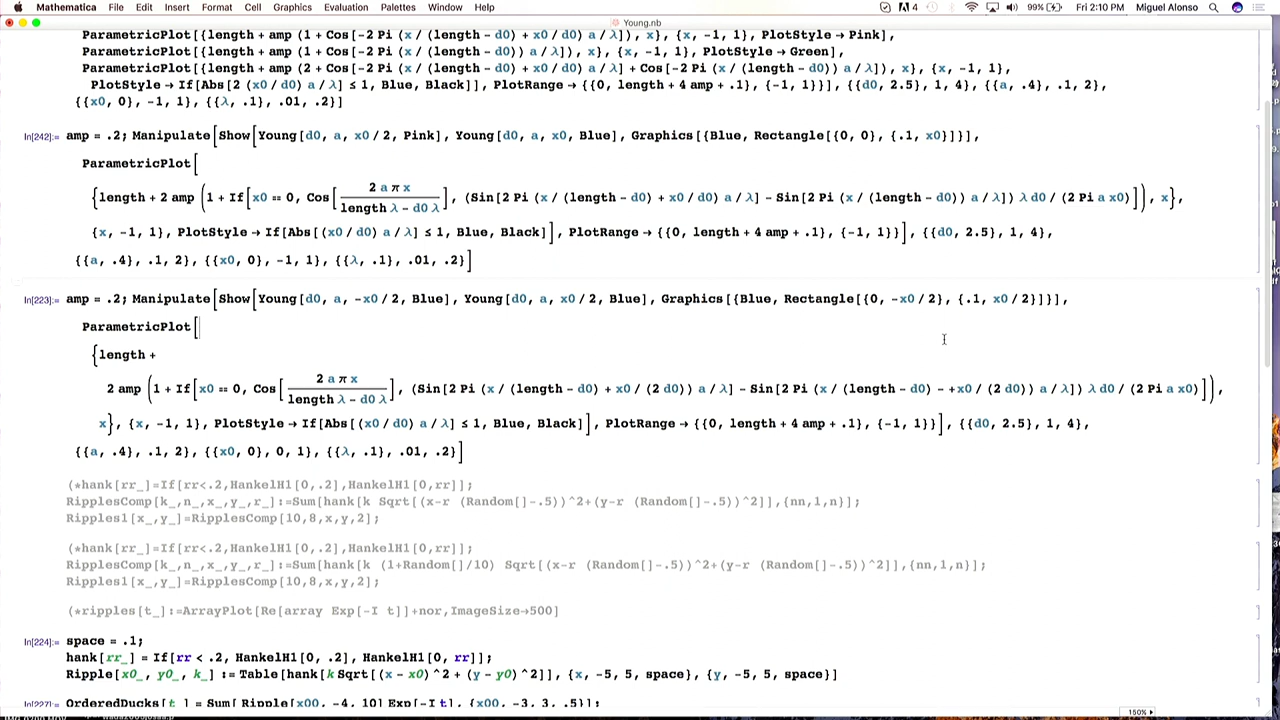 Mathematica File Edit Insert Format Cell Graphics Evaluation Palettes Window Help 4 99% Fri 2:10 PM Miguel Alonso
Young.nb
ParametricPlot[{length + amp (1 + Cos[-2 Pi (x / (length - d0) + x0 / d0) a / λ]), x}, {x, -1, 1}, PlotStyle → Pink],
ParametricPlot[{length + amp (1 + Cos[-2 Pi (x / (length - d0)) a / λ]), x}, {x, -1, 1}, PlotStyle → Green],
ParametricPlot[{length + amp (2 + Cos[-2 Pi (x / (length - d0) + x0 / d0) a / λ] + Cos[-2 Pi (x / (length - d0)) a / λ]), x}, {x, -1, 1},
PlotStyle → If[Abs[2 (x0 / d0) a / λ] ≤ 1, Blue, Black]], PlotRange → {{0, length + 4 amp + .1}, {-1, 1}}], {{d0, 2.5}, 1, 4}, {{a, .4}, .1, 2},
{{x0, 0}, -1, 1}, {{λ, .1}, .01, .2}]
In[242]:= amp = .2; Manipulate[Show[Young[d0, a, x0 / 2, Pink], Young[d0, a, x0, Blue], Graphics[{Blue, Rectangle[{0, 0}, {.1, x0}]}],
ParametricPlot[
{length + 2 amp (1 + If[x0 == 0, Cos[2 a π x / length λ - d0 λ], (Sin[2 Pi (x / (length - d0) + x0 / d0) a / λ] - Sin[2 Pi (x / (length - d0)) a / λ]) λ d0 / (2 Pi a x0)]), x},
{x, -1, 1}, PlotStyle → If[Abs[(x0 / d0) a / λ] ≤ 1, Blue, Black]], PlotRange → {{0, length + 4 amp + .1}, {-1, 1}}], {{d0, 2.5}, 1, 4},
{{a, .4}, .1, 2}, {{x0, 0}, -1, 1}, {{λ, .1}, .01, .2}]
In[223]:= amp = .2; Manipulate[Show[Young[d0, a, -x0 / 2, Blue], Young[d0, a, x0 / 2, Blue], Graphics[{Blue, Rectangle[{0, -x0 / 2}, {.1, x0 / 2}]}],
ParametricPlot[
{length +
2 amp (1 + If[x0 == 0, Cos[2 a π x / length λ - d0 λ], (Sin[2 Pi (x / (length - d0) + x0 / (2 d0)) a / λ] - Sin[2 Pi (x / (length - d0) - +x0 / (2 d0)) a / λ]) λ d0 / (2 Pi a x0)]),
x}, {x, -1, 1}, PlotStyle → If[Abs[(x0 / d0) a / λ] ≤ 1, Blue, Black]], PlotRange → {{0, length + 4 amp + .1}, {-1, 1}}], {{d0, 2.5}, 1, 4},
{{a, .4}, .1, 2}, {{x0, 0}, 0, 1}, {{λ, .1}, .01, .2}]
(*hank[rr_]=If[rr<.2,HankelH1[0,.2],HankelH1[0,rr]];
RipplesComp[k_,n_,x_,y_,r_]:=Sum[hank[k Sqrt[(x-r (Random[]-.5))^2+(y-r (Random[]-.5))^2]],{nn,1,n}];
Ripples1[x_,y_]=RipplesComp[10,8,x,y,2];
(*hank[rr_]=If[rr<.2,HankelH1[0,.2],HankelH1[0,rr]];
RipplesComp[k_,n_,x_,y_,r_]:=Sum[hank[k (1+Random[]/10) Sqrt[(x-r (Random[]-.5))^2+(y-r (Random[]-.5))^2]],{nn,1,n}];
Ripples1[x_,y_]=RipplesComp[10,8,x,y,2];
(*ripples[t_]:=ArrayPlot[Re[array Exp[-I t]]+nor,ImageSize→500]
In[224]:= space = .1;
hank[rr_] = If[rr < .2, HankelH1[0, .2], HankelH1[0, rr]];
Ripple[x0_, y0_, k_] := Table[hank[k Sqrt[(x - x0)^2 + (y - y0)^2]], {x, -5, 5, space}, {y, -5, 5, space}]
In[227]:= OrderedDucks[t_] = Sum[ Ripple[x00, -4, 10] Exp[-I t], {x00, -3, 3, .5}];
150%